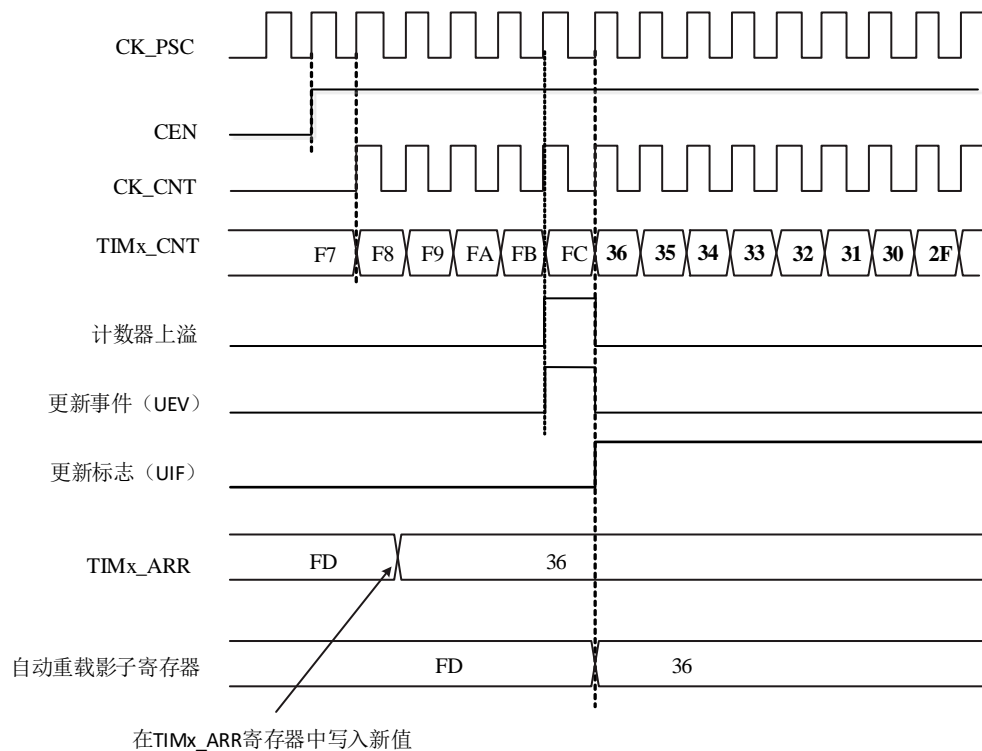 CK_PSC
CEN
CK_CNT
TIMx_CNT F7 F8 F9 FA FB FC 36 35 34 33 32 31 30 2F
计数器上溢
更新事件（UEV）
更新标志（UIF）
TIMx_ARR FD 36
自动重载影子寄存器 FD 36
在TIMx_ARR寄存器中写入新值